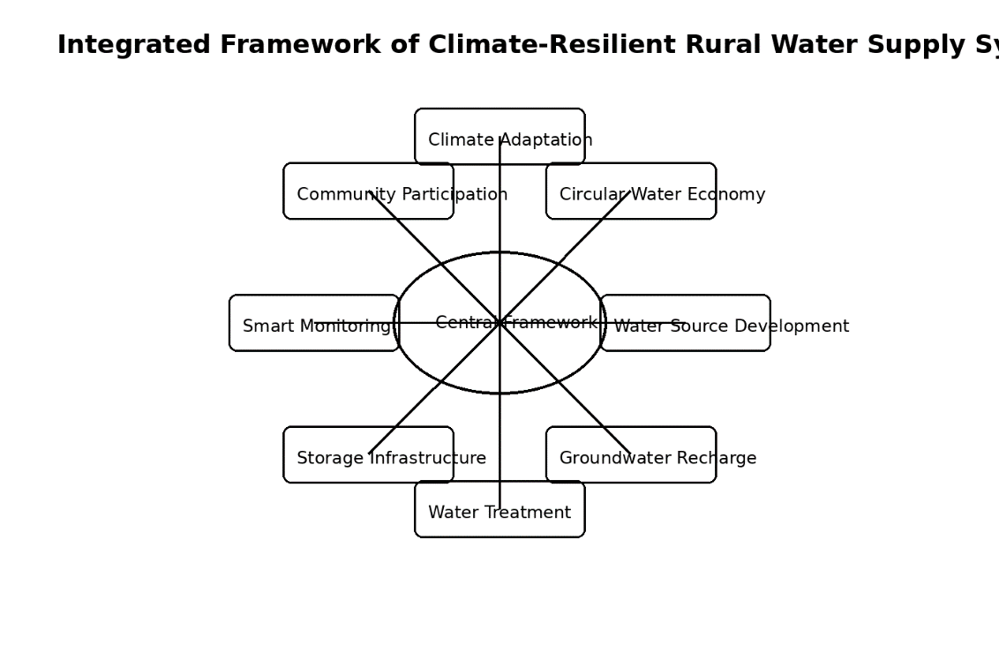 Integrated Framework of Climate-Resilient Rural Water Supply Sy
Climate Adaptation
Community Participation
Circular Water Economy
Smart Monitoring
Central Framework
Water Source Development
Storage Infrastructure
Groundwater Recharge
Water Treatment